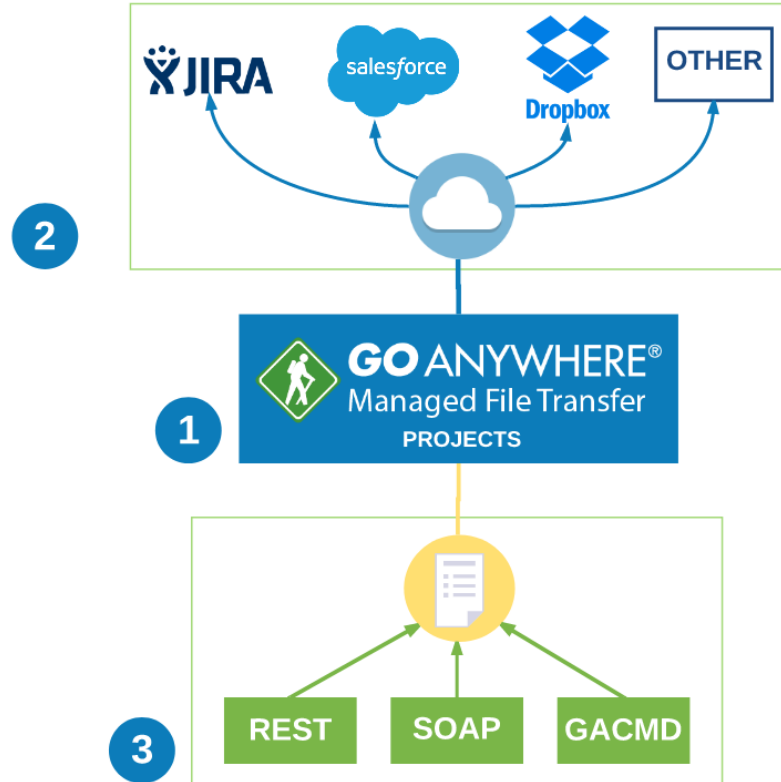 JIRA
salesforce
Dropbox
OTHER
2
GO ANYWHERE®
Managed File Transfer
PROJECTS
1
REST
SOAP
GACMD
3